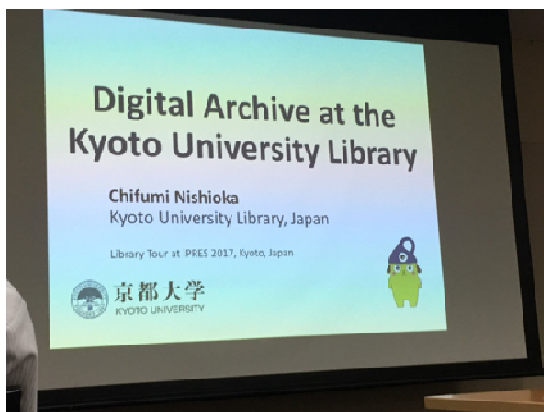 Digital Archive at the
Kyoto University Library
Chifumi Nishioka
Kyoto University Library, Japan
Library Tour at iPRES 2017, Kyoto, Japan
京都大学
KYOTO UNIVERSITY